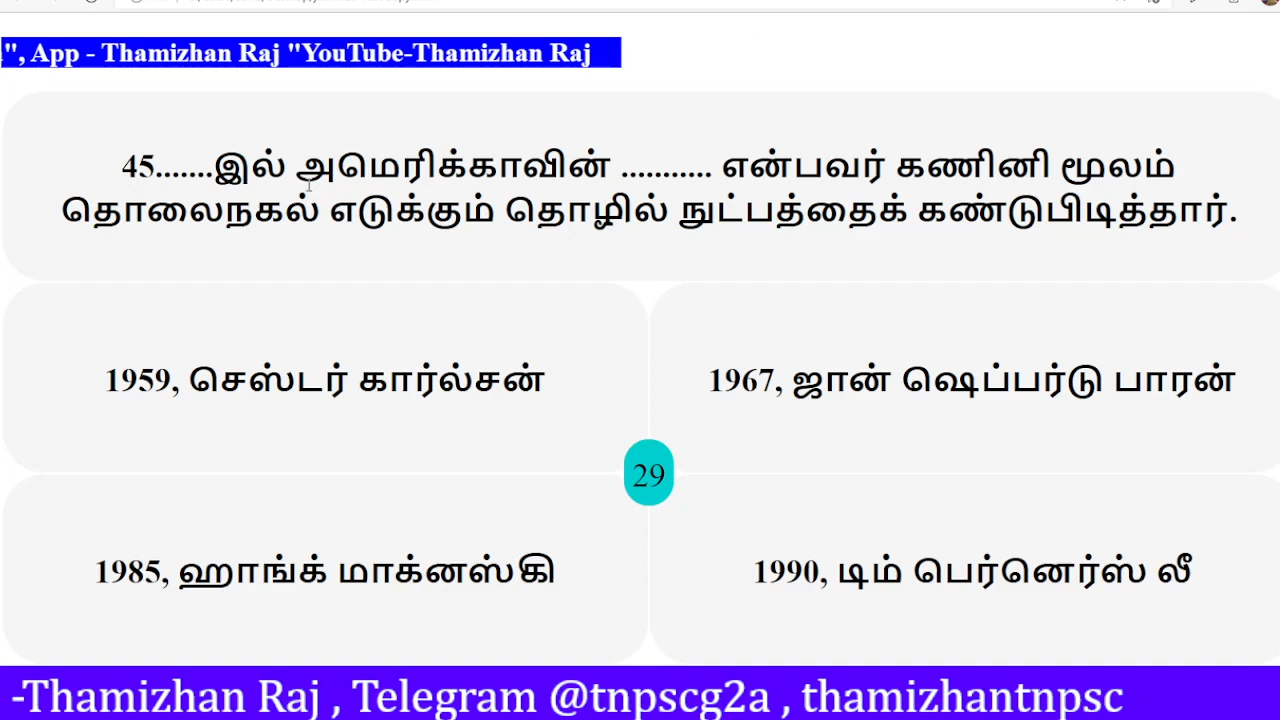 ", App - Thamizhan Raj "YouTube-Thamizhan Raj
45.......இல் அமெரிக்காவின் ........... என்பவர் கணினி மூலம்
தொலைநகல் எடுக்கும் தொழில் நுட்பத்தைக் கண்டுபிடித்தார்.
1959, செஸ்டர் கார்ல்சன்
1967, ஜான் ஷெப்பர்டு பாரன்
29
1985, ஹாங்க் மாக்னஸ்கி
1990, டிம் பெர்னெர்ஸ் லீ
-Thamizhan Raj , Telegram @tnpscg2a , thamizhantnpsc